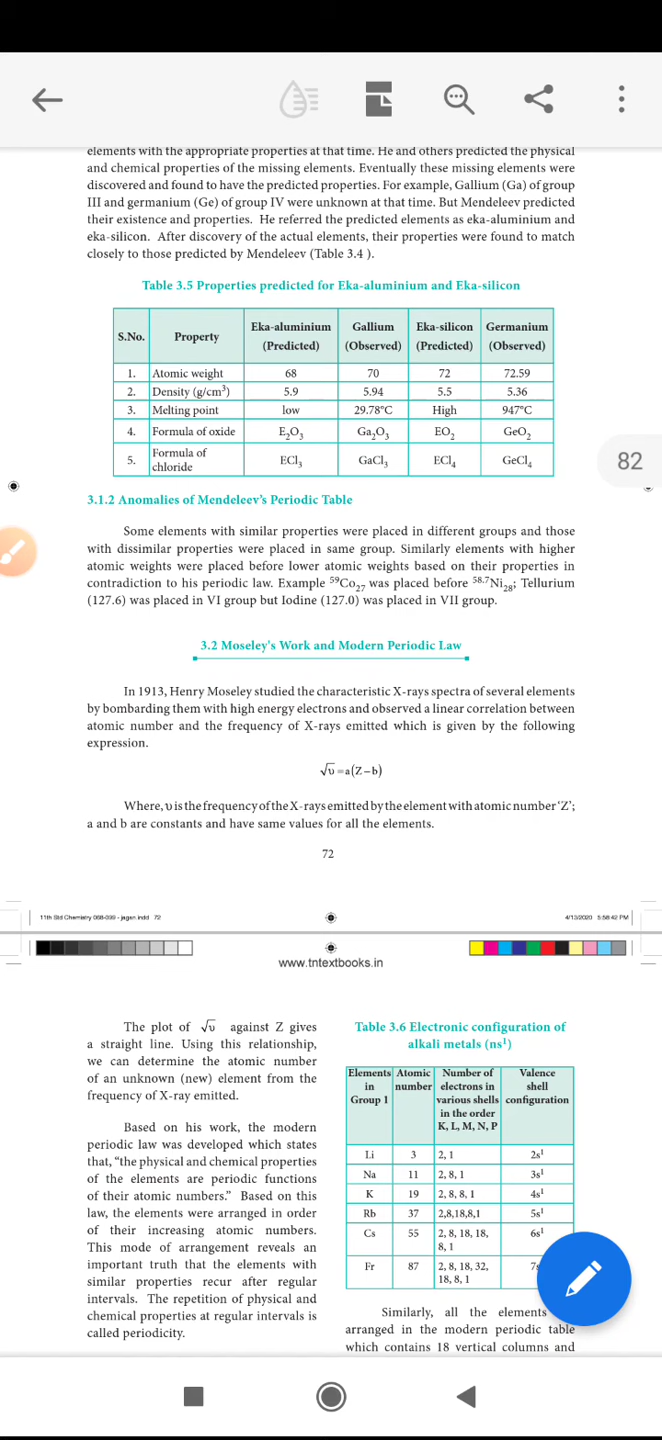 elements with the appropriate properties at that time. He and others predicted the physical
and chemical properties of the missing elements. Eventually these missing elements were
discovered and found to have the predicted properties. For example, Gallium (Ga) of group
III and germanium (Ge) of group IV were unknown at that time. But Mendeleev predicted
their existence and properties. He referred the predicted elements as eka-aluminium and
eka-silicon. After discovery of the actual elements, their properties were found to match
closely to those predicted by Mendeleev (Table 3.4 ).
Table 3.5 Properties predicted for Eka-aluminium and Eka-silicon
S.No. Property Eka-aluminium (Predicted) Gallium (Observed) Eka-silicon (Predicted) Germanium (Observed)
1. Atomic weight 68 70 72 72.59
2. Density (g/cm³) 5.9 5.94 5.5 5.36
3. Melting point low 29.78°C High 947°C
4. Formula of oxide E₂O₃ Ga₂O₃ EO₂ GeO₂
5. Formula of chloride ECl₃ GaCl₃ ECl₄ GeCl₄
82
3.1.2 Anomalies of Mendeleev's Periodic Table
Some elements with similar properties were placed in different groups and those
with dissimilar properties were placed in same group. Similarly elements with higher
atomic weights were placed before lower atomic weights based on their properties in
contradiction to his periodic law. Example ⁵⁹Co₂₇ was placed before ⁵⁸·⁷Ni₂₈; Tellurium
(127.6) was placed in VI group but Iodine (127.0) was placed in VII group.
3.2 Moseley's Work and Modern Periodic Law
In 1913, Henry Moseley studied the characteristic X-rays spectra of several elements
by bombarding them with high energy electrons and observed a linear correlation between
atomic number and the frequency of X-rays emitted which is given by the following
expression.
√υ=a(Z−b)
Where, υ is the frequency of the X-rays emitted by the element with atomic number 'Z';
a and b are constants and have same values for all the elements.
72
11th Std Chemistry 068-099 - jagan.indd 72
4/13/2020 5:58:42 PM
www.tntextbooks.in
The plot of √υ against Z gives
a straight line. Using this relationship,
we can determine the atomic number
of an unknown (new) element from the
frequency of X-ray emitted.
Based on his work, the modern
periodic law was developed which states
that, "the physical and chemical properties
of the elements are periodic functions
of their atomic numbers." Based on this
law, the elements were arranged in order
of their increasing atomic numbers.
This mode of arrangement reveals an
important truth that the elements with
similar properties recur after regular
intervals. The repetition of physical and
chemical properties at regular intervals is
called periodicity.
Table 3.6 Electronic configuration of
alkali metals (ns¹)
Elements in Group 1 Atomic number Number of electrons in various shells in the order K, L, M, N, P Valence shell configuration
Li 3 2, 1 2s¹
Na 11 2, 8, 1 3s¹
K 19 2, 8, 8, 1 4s¹
Rb 37 2,8,18,8,1 5s¹
Cs 55 2, 8, 18, 18, 8, 1 6s¹
Fr 87 2, 8, 18, 32, 18, 8, 1
Similarly, all the elements
arranged in the modern periodic table
which contains 18 vertical columns and